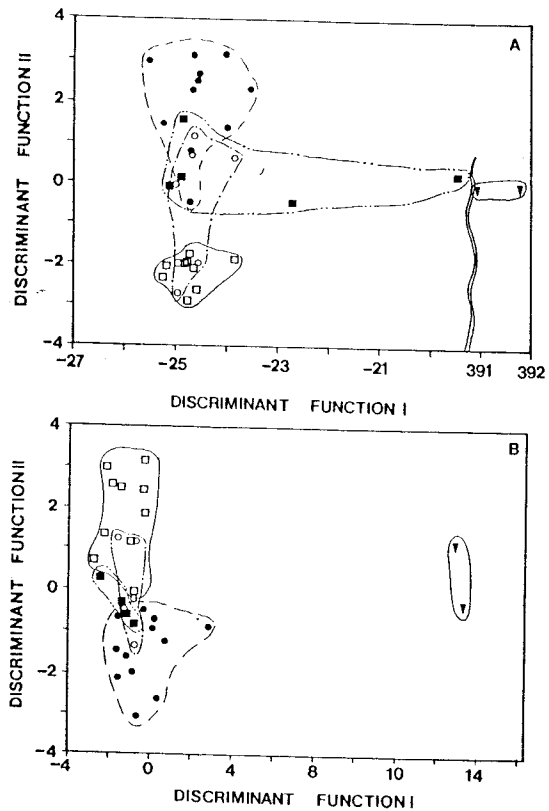 A
4
2
0
-2
-4
DISCRIMINANT FUNCTION II
-27 -25 -23 -21 391 392
DISCRIMINANT FUNCTION I
B
4
2
0
-2
-4
DISCRIMINANT FUNCTION II
-4 0 4 8 10 14
DISCRIMINANT FUNCTION I